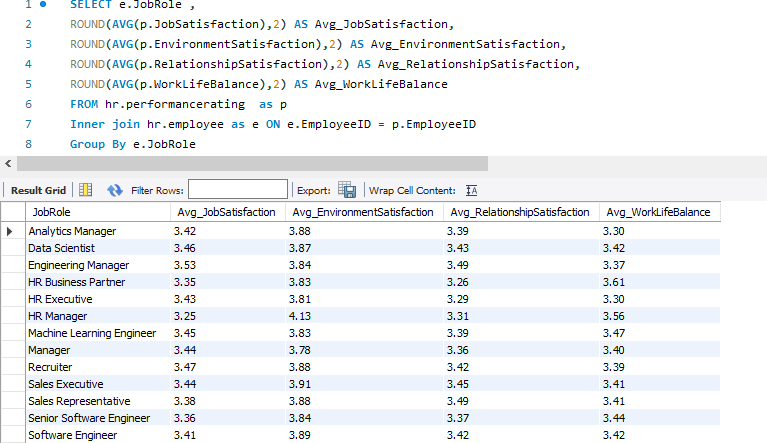 1 SELECT e.JobRole ,
2 ROUND(AVG(p.JobSatisfaction),2) AS Avg_JobSatisfaction,
3 ROUND(AVG(p.EnvironmentSatisfaction),2) AS Avg_EnvironmentSatisfaction,
4 ROUND(AVG(p.RelationshipSatisfaction),2) AS Avg_RelationshipSatisfaction,
5 ROUND(AVG(p.WorkLifeBalance),2) AS Avg_WorkLifeBalance
6 FROM hr.performancerating as p
7 Inner join hr.employee as e ON e.EmployeeID = p.EmployeeID
8 Group By e.JobRole
Result Grid Filter Rows: Export: Wrap Cell Content:
JobRole Avg_JobSatisfaction Avg_EnvironmentSatisfaction Avg_RelationshipSatisfaction Avg_WorkLifeBalance
Analytics Manager 3.42 3.88 3.39 3.30
Data Scientist 3.46 3.87 3.43 3.42
Engineering Manager 3.53 3.84 3.49 3.37
HR Business Partner 3.35 3.83 3.26 3.61
HR Executive 3.43 3.81 3.29 3.30
HR Manager 3.25 4.13 3.31 3.56
Machine Learning Engineer 3.45 3.83 3.39 3.47
Manager 3.44 3.78 3.36 3.40
Recruiter 3.47 3.88 3.42 3.39
Sales Executive 3.44 3.91 3.45 3.41
Sales Representative 3.38 3.88 3.49 3.41
Senior Software Engineer 3.36 3.84 3.37 3.44
Software Engineer 3.41 3.89 3.42 3.42